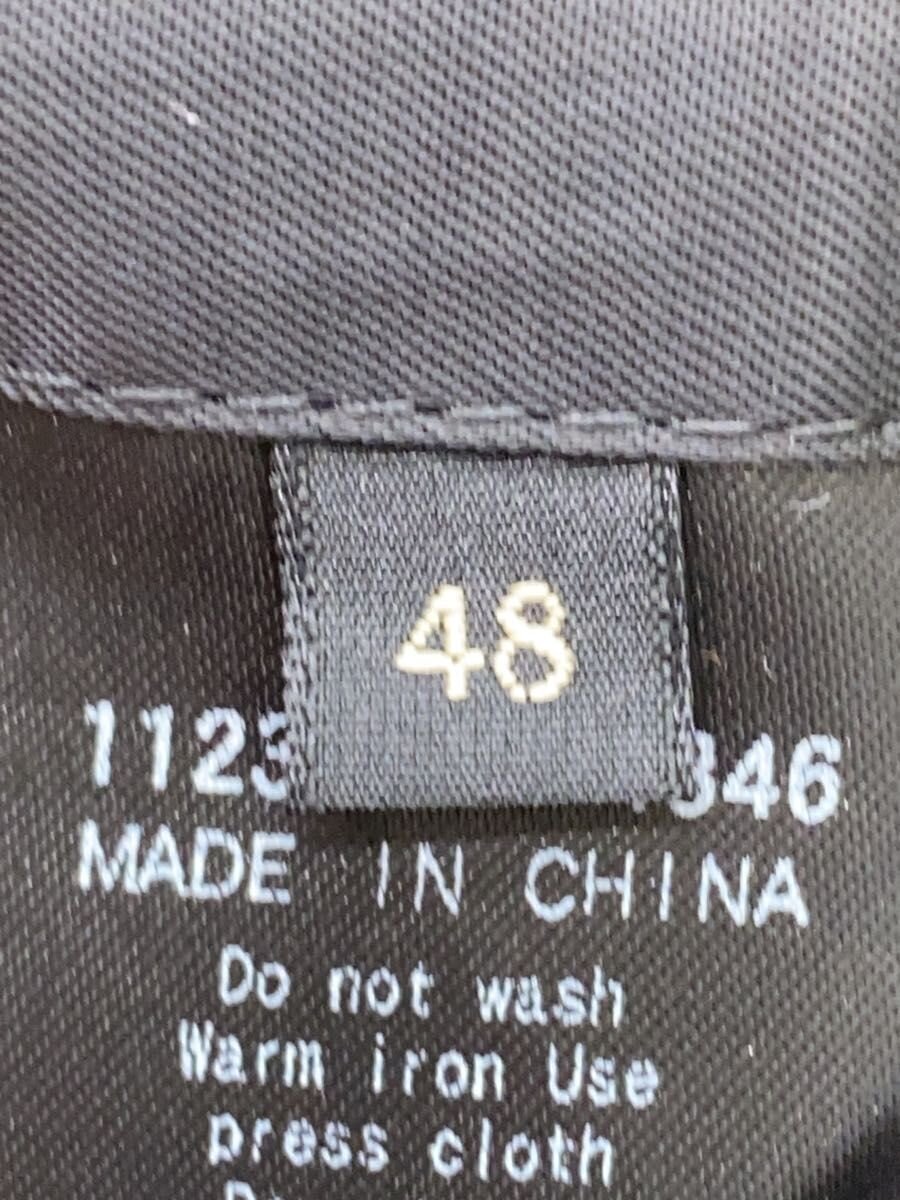 48
1123 346
MADE IN CHINA
Do not wash
Warm iron Use
press cloth